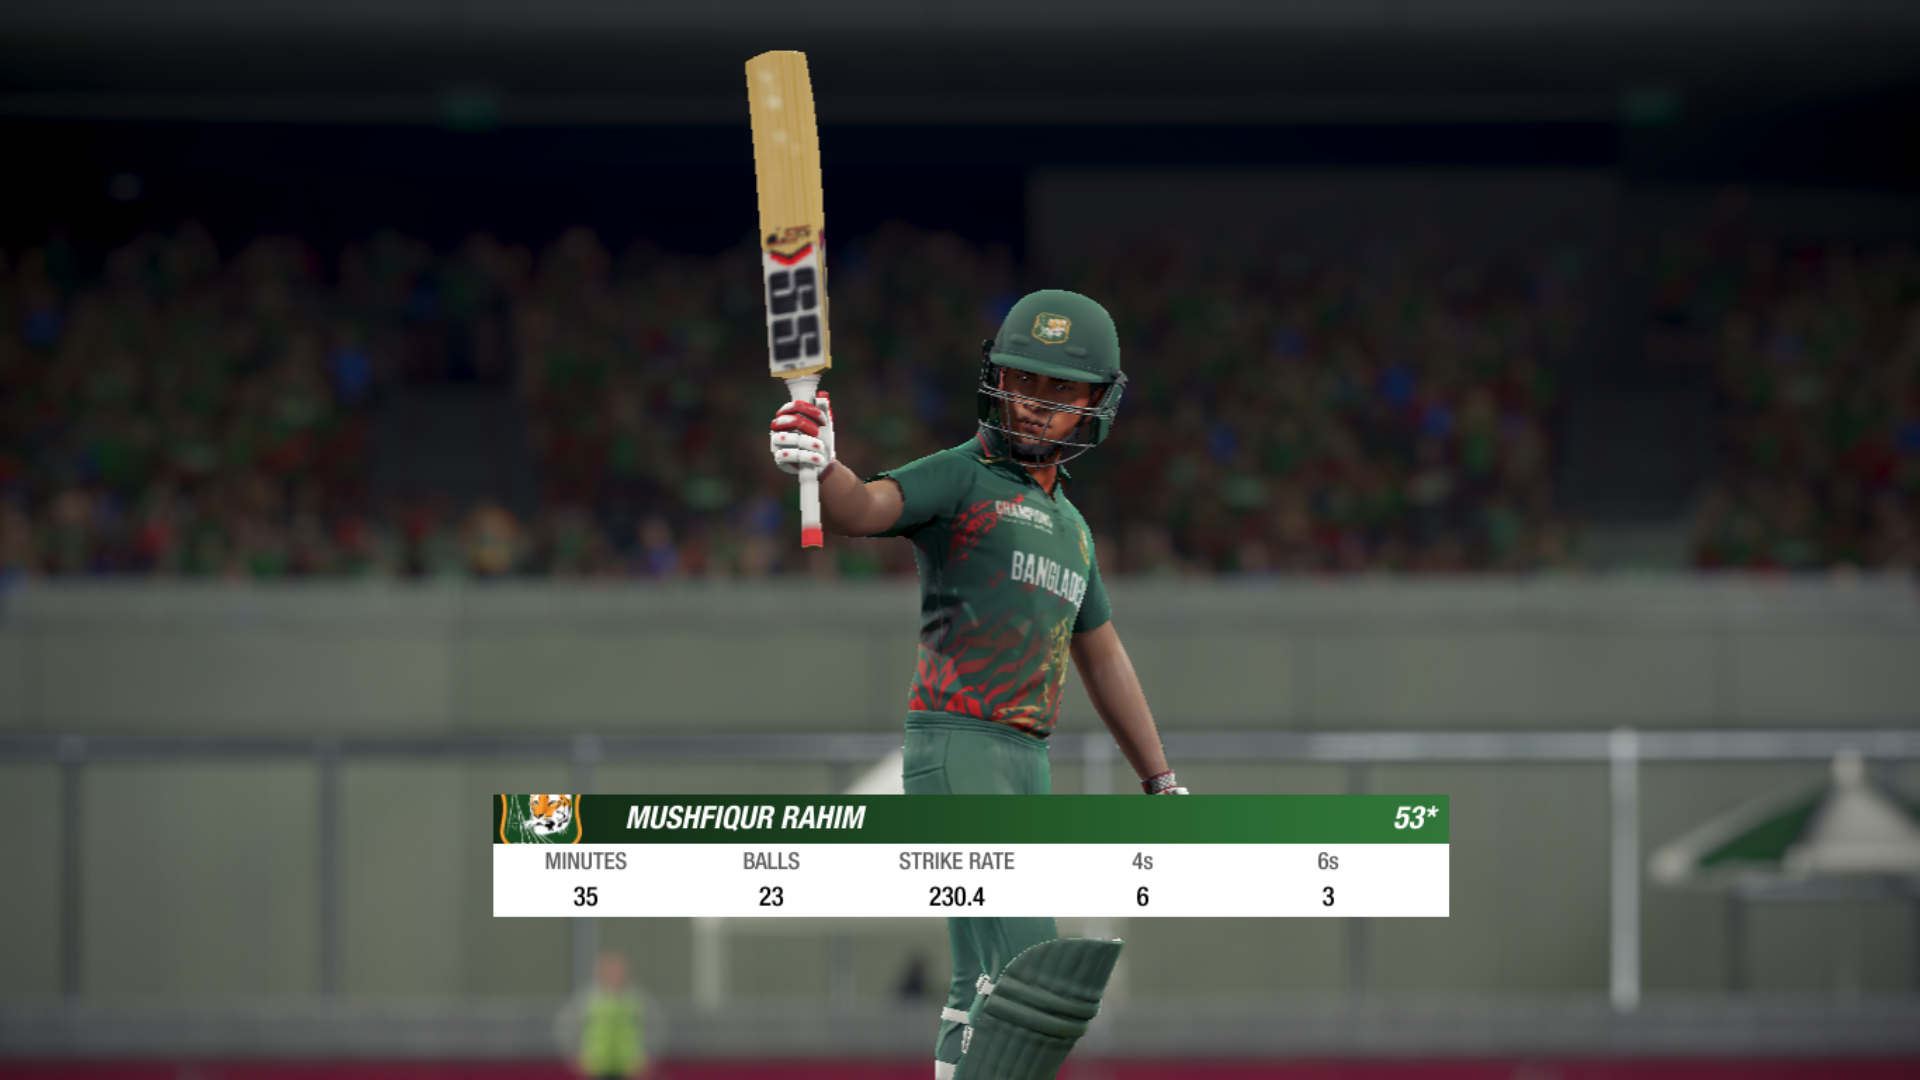 SS
CHAMPIONS
BANGLADE
MUSHFIQUR RAHIM 53*
MINUTES BALLS STRIKE RATE 4s 6s
35 23 230.4 6 3